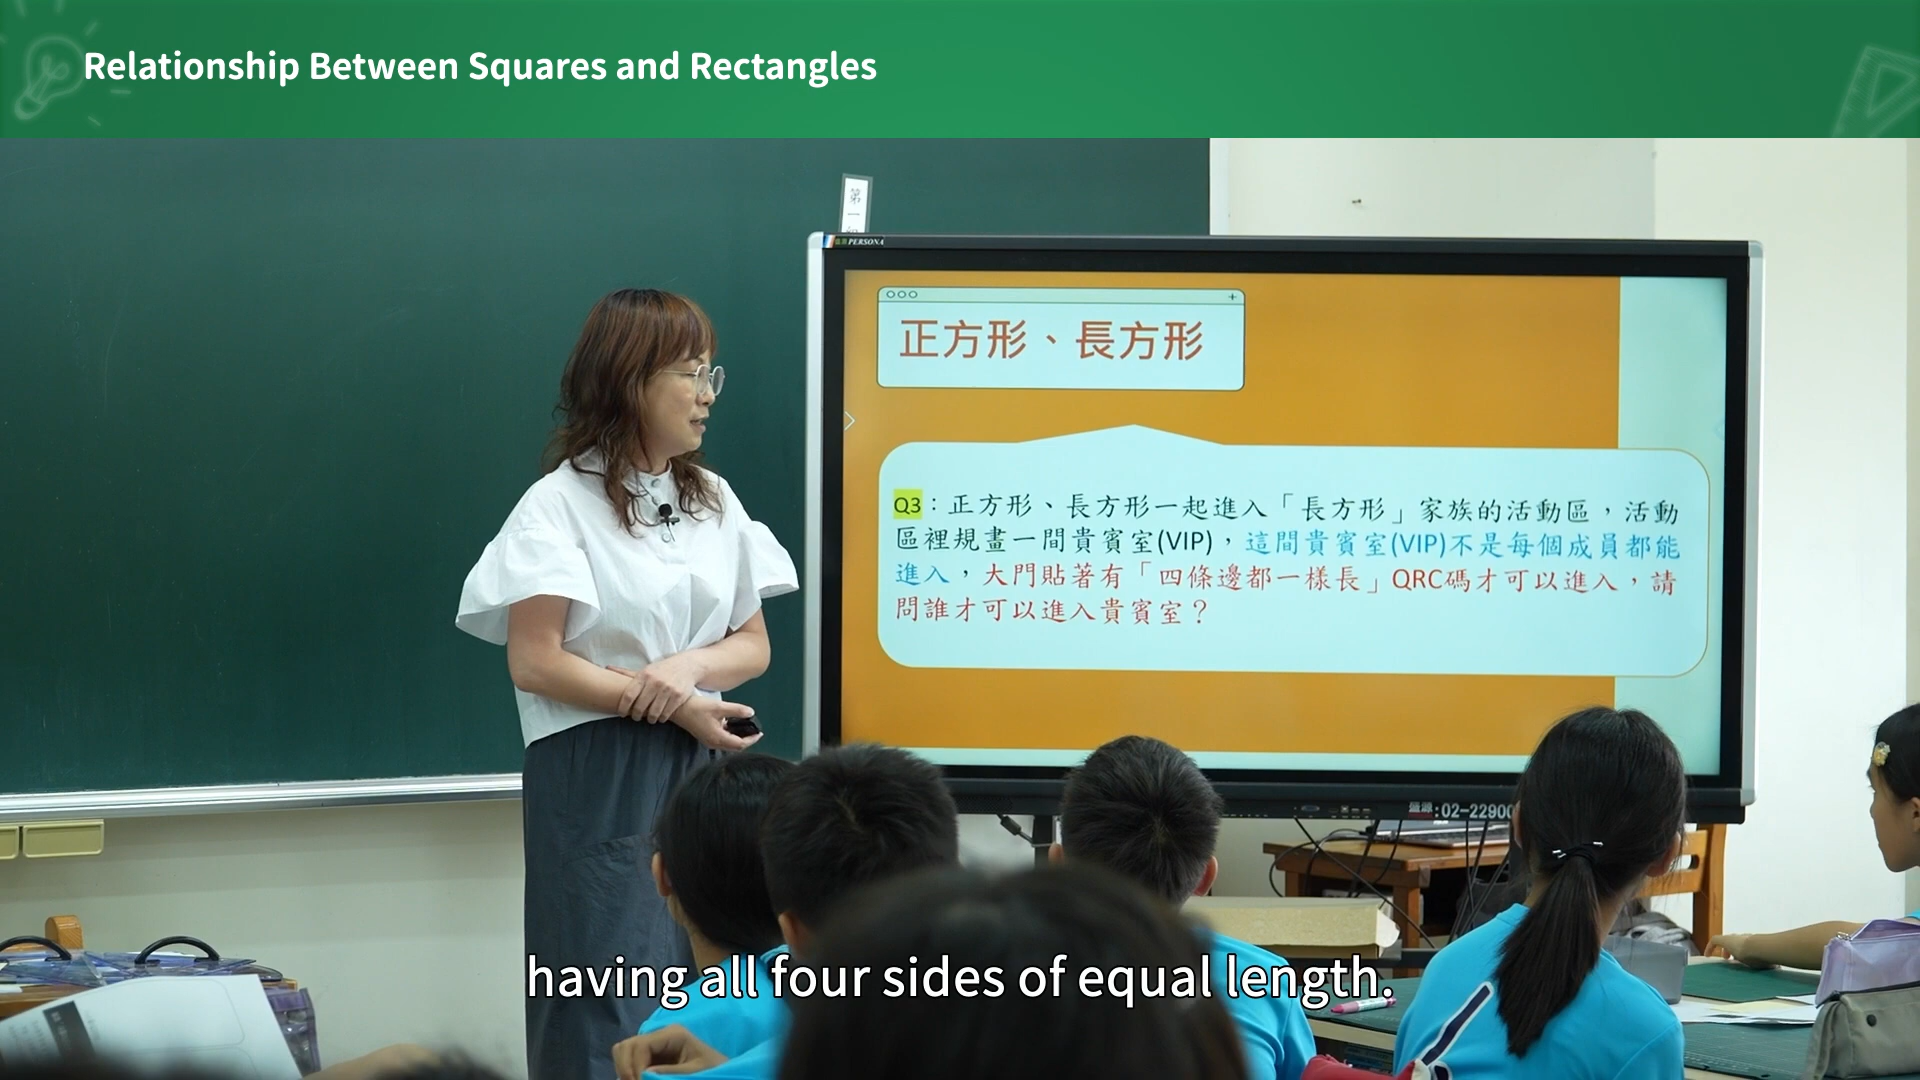 Relationship Between Squares and Rectangles
第一
PERSONA
正方形、長方形
Q3：正方形、長方形一起進入「長方形」家族的活動區，活動
區裡規畫一間貴賓室(VIP)，這間貴賓室(VIP)不是每個成員都能
進入，大門貼著有「四條邊都一樣長」QRC碼才可以進入，請
問誰才可以進入貴賓室？
:02-2290
having all four sides of equal length.